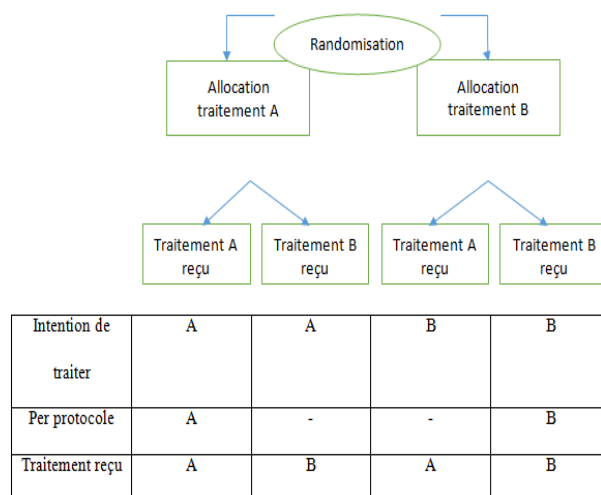 Randomisation
Allocation
traitement A
Allocation
traitement B
Traitement A
reçu
Traitement B
reçu
Traitement A
reçu
Traitement B
reçu
Intention de
traiter
A
A
B
B
Per protocole
A
-
-
B
Traitement reçu
A
B
A
B